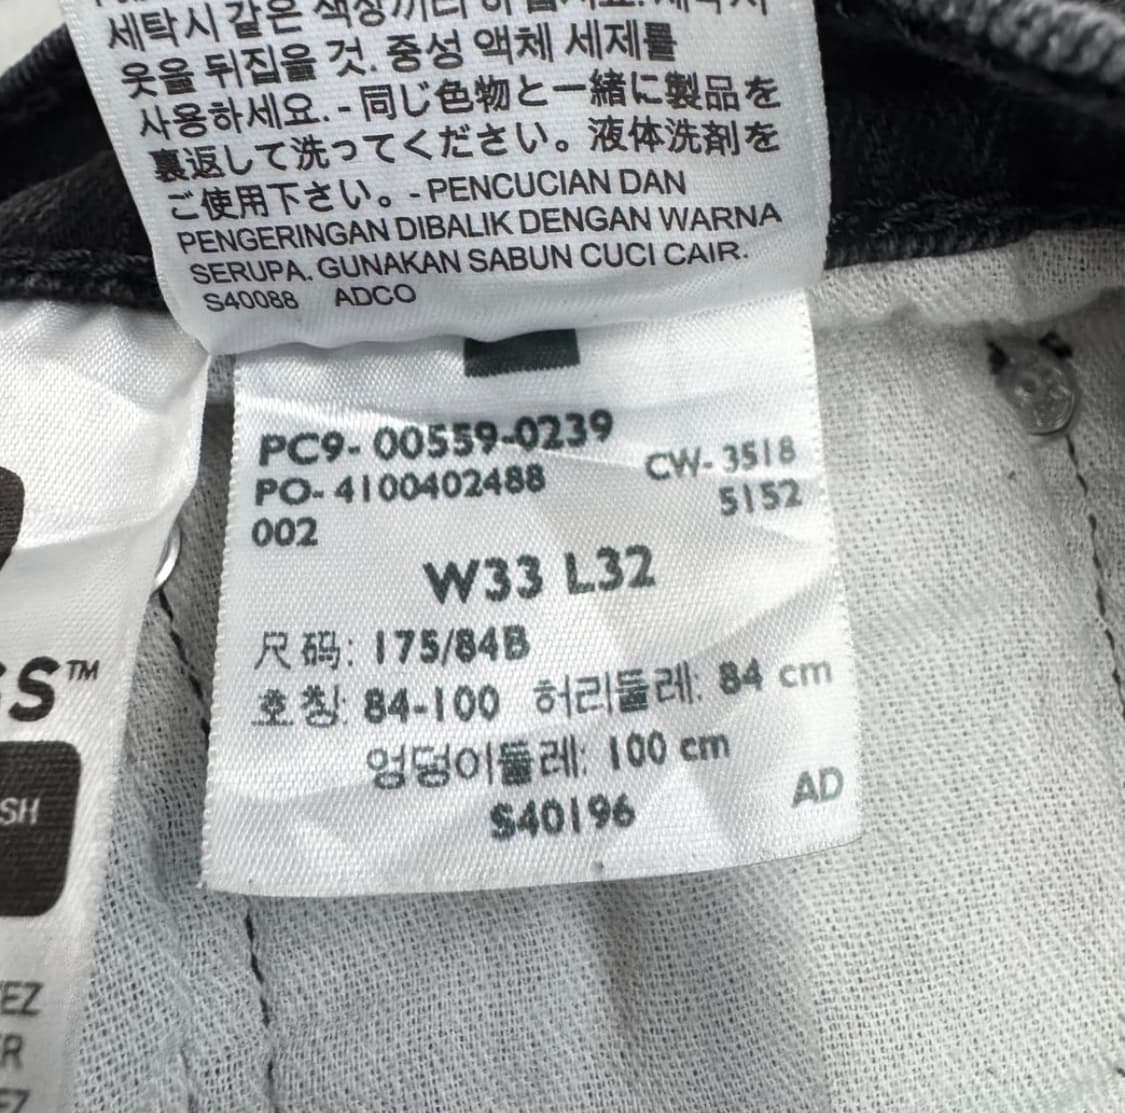 세탁시 같은 색상끼리 하십시오. 세탁시
옷을 뒤집을 것. 중성 액체 세제를
사용하세요. - 同じ色物と一緒に製品を
裏返して洗ってください。液体洗剤を
ご使用下さい。- PENCUCIAN DAN
PENGERINGAN DIBALIK DENGAN WARNA
SERUPA. GUNAKAN SABUN CUCI CAIR.
S40088 ADCO
PC9-00559-0239
PO-4100402488
002
CW-3518
5152
W33 L32
尺码: 175/84B
호칭: 84-100 허리둘레: 84 cm
엉덩이둘레: 100 cm
S40196
AD
SS™
SH
EZ
R
EZ